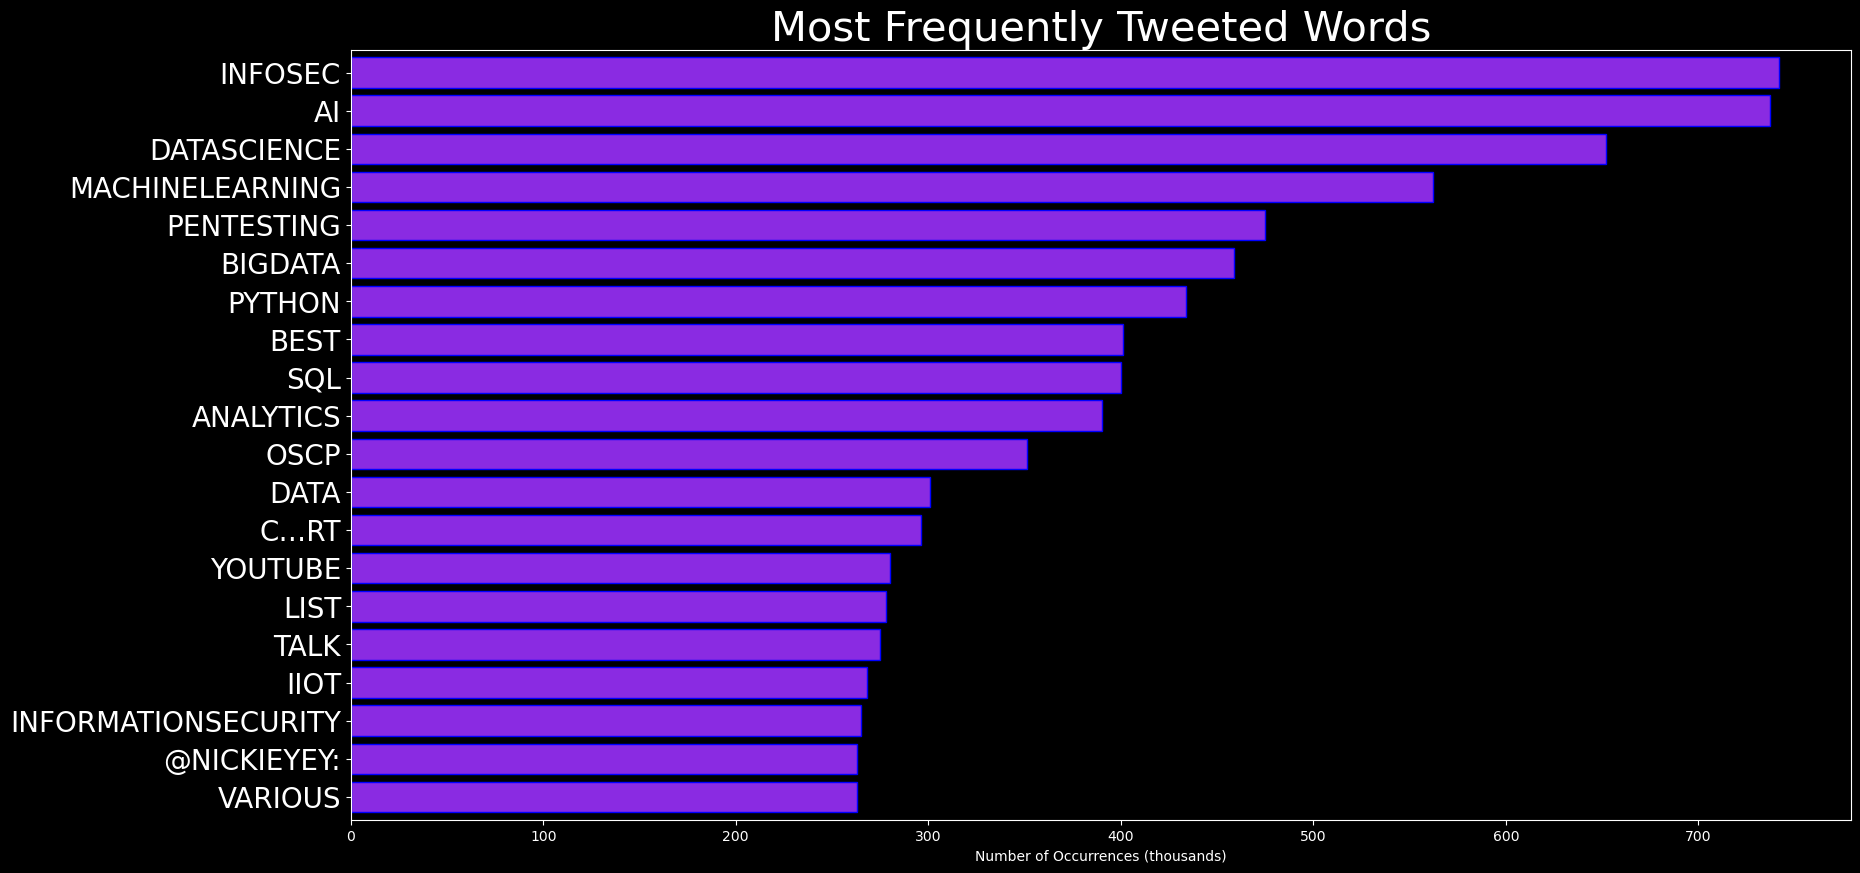 Most Frequently Tweeted Words
INFOSEC
AI
DATASCIENCE
MACHINELEARNING
PENTESTING
BIGDATA
PYTHON
BEST
SQL
ANALYTICS
OSCP
DATA
C…RT
YOUTUBE
LIST
TALK
IIOT
INFORMATIONSECURITY
@NICKIEYEY:
VARIOUS
0 100 200 300 400 500 600 700
Number of Occurrences (thousands)